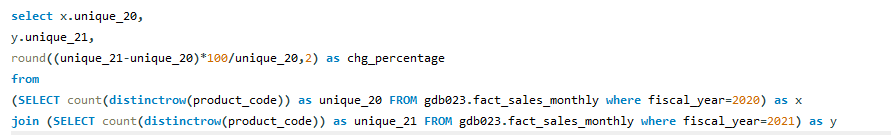 select x.unique_20,
y.unique_21,
round((unique_21-unique_20)*100/unique_20,2) as chg_percentage
from
(SELECT count(distinctrow(product_code)) as unique_20 FROM gdb023.fact_sales_monthly where fiscal_year=2020) as x
join (SELECT count(distinctrow(product_code)) as unique_21 FROM gdb023.fact_sales_monthly where fiscal_year=2021) as y